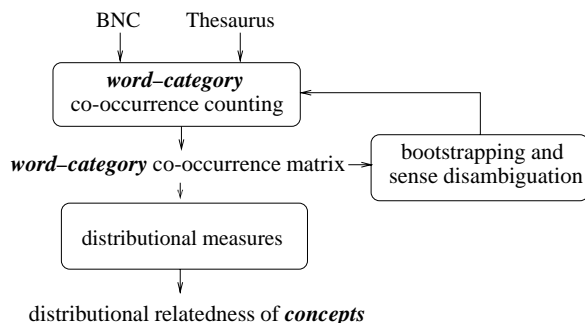 BNC Thesaurus
word–category
co-occurrence counting
word–category co-occurrence matrix
bootstrapping and
sense disambiguation
distributional measures
distributional relatedness of concepts